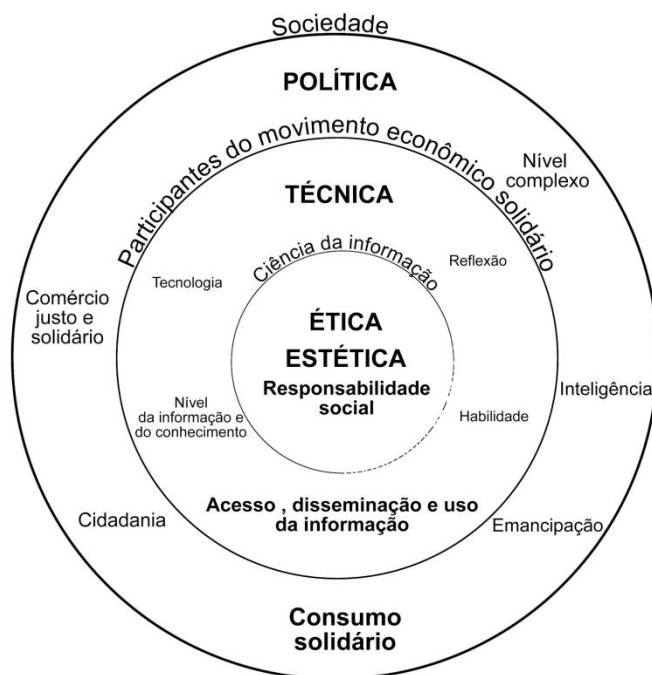 Sociedade
POLÍTICA
Participantes do movimento econômico solidário
Nível
complexo
TÉCNICA
Ciência da informação
Reflexão
Tecnologia
Comércio
justo e
solidário
ÉTICA
ESTÉTICA
Responsabilidade
social
Inteligência
Nível
da informação e
do conhecimento
Habilidade
Acesso , disseminação e uso
da informação
Cidadania
Emancipação
Consumo
solidário